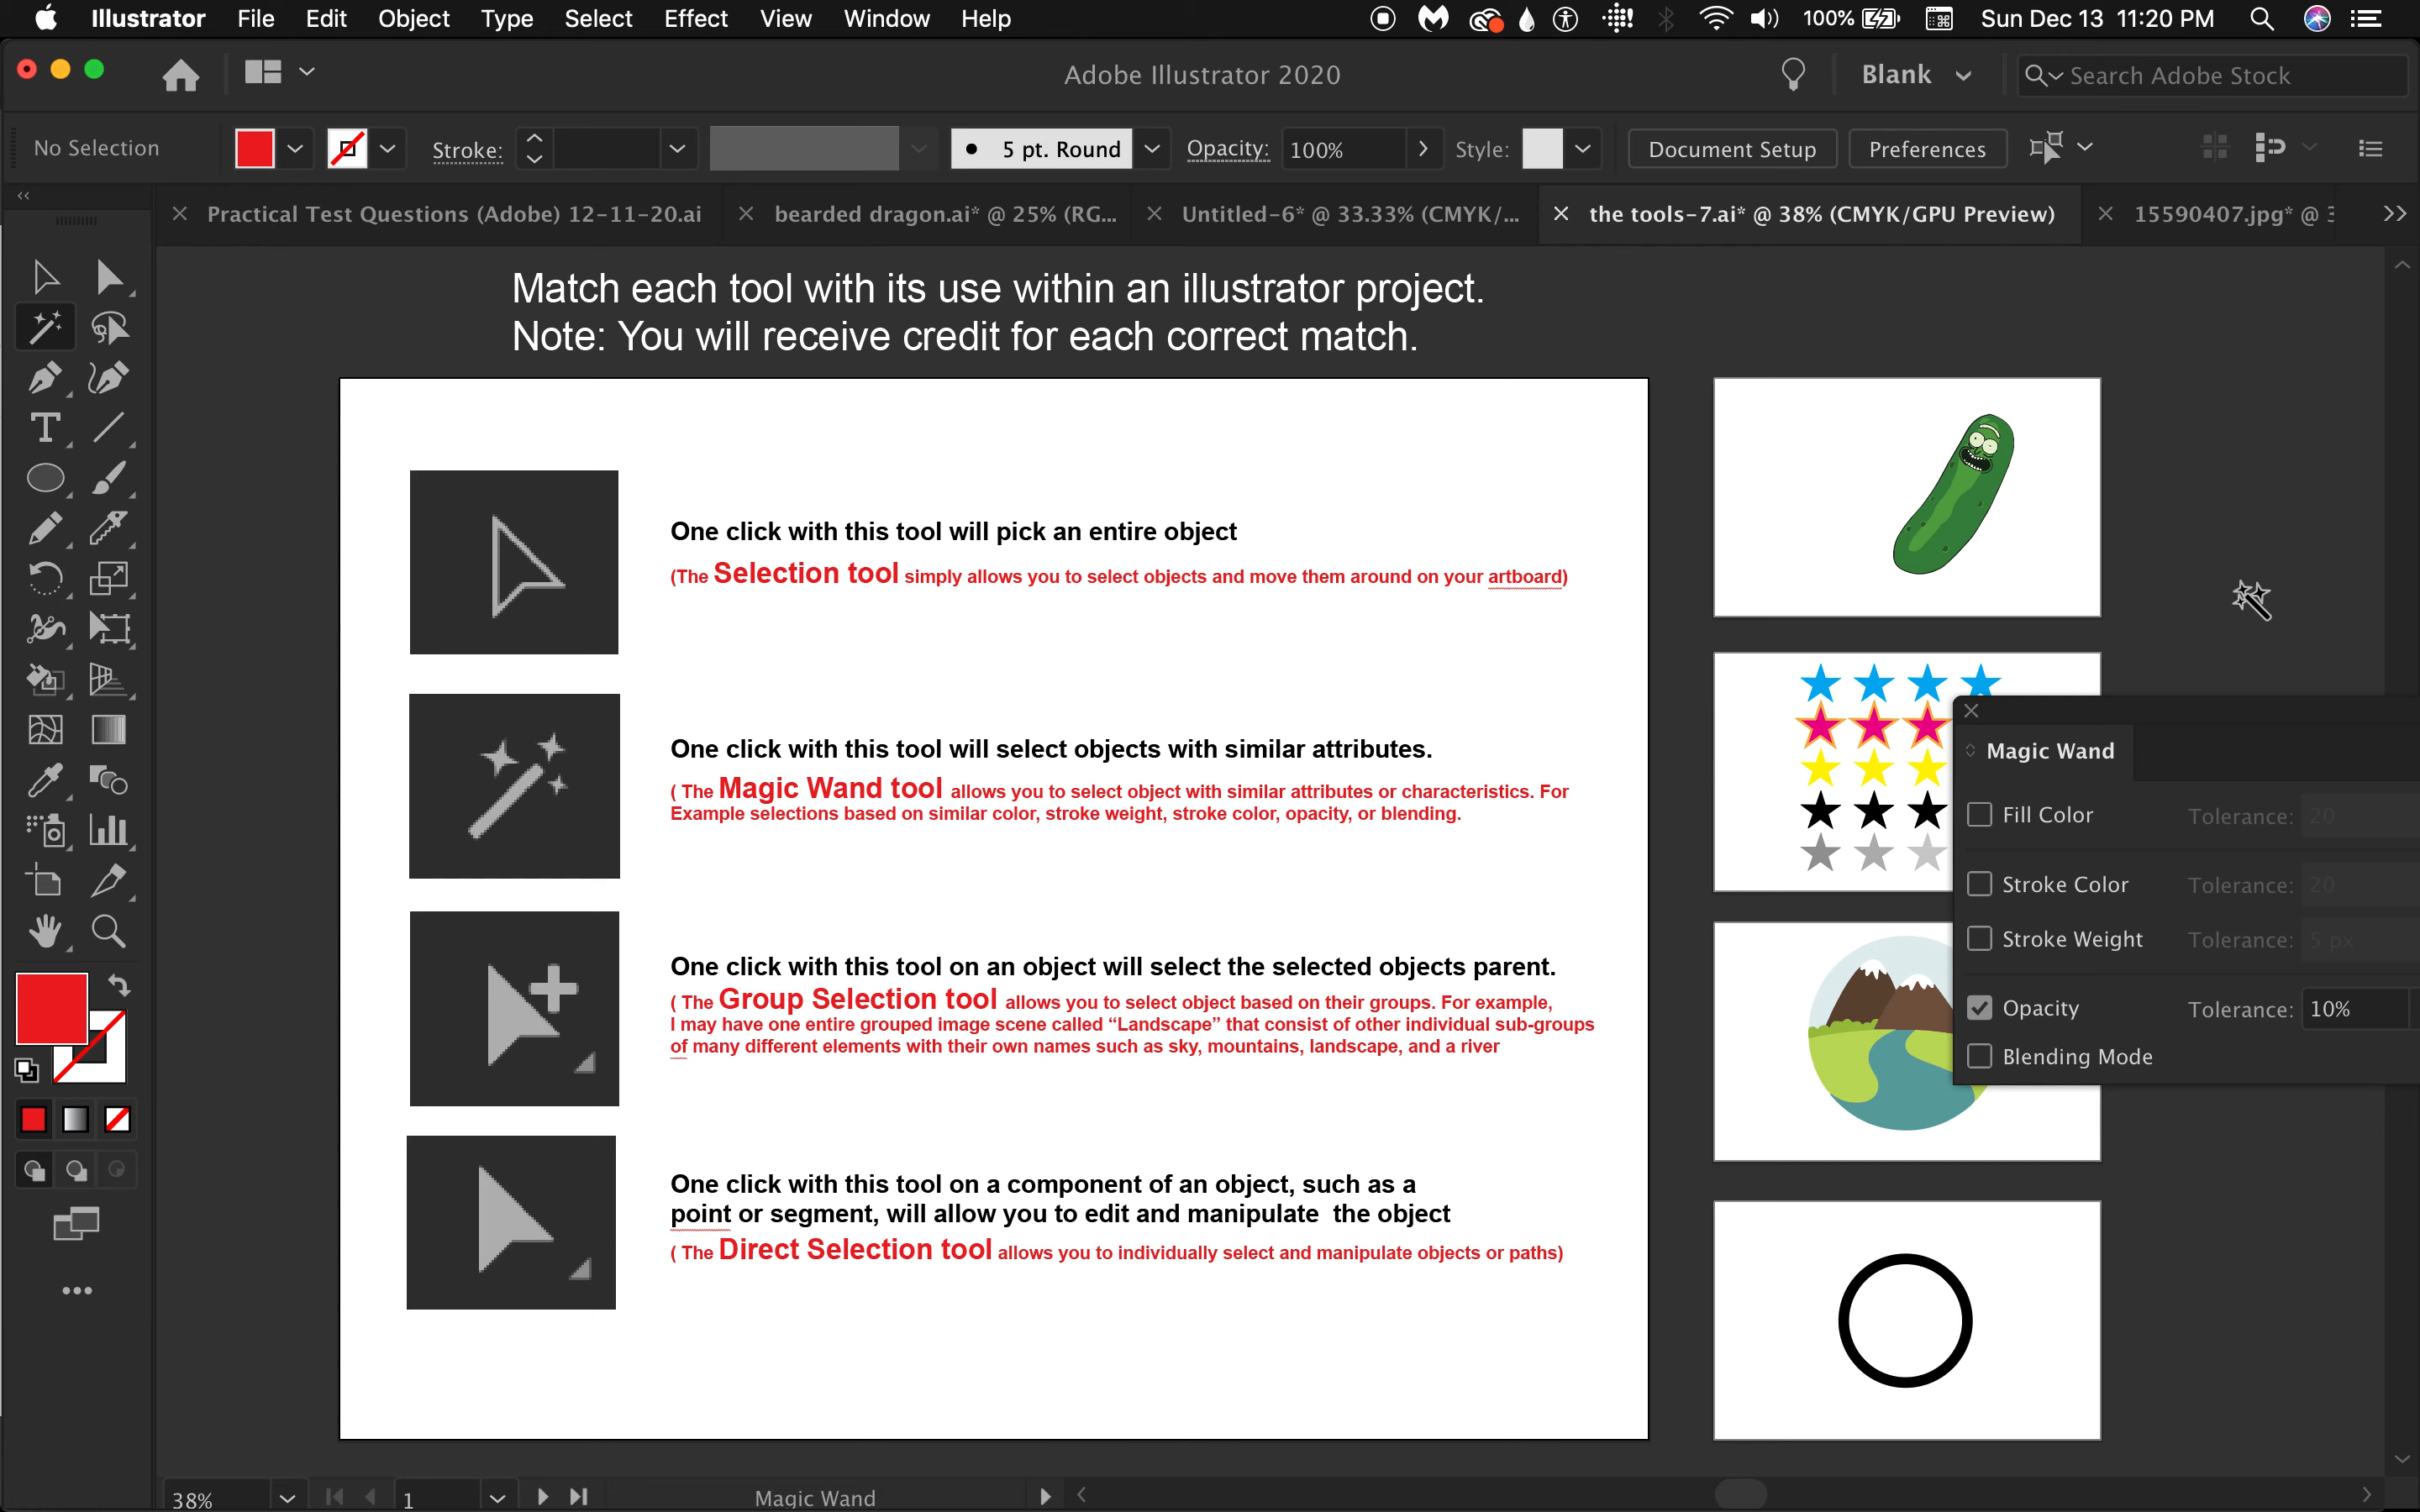 Illustrator File Edit Object Type Select Effect View Window Help 100% Sun Dec 13 11:20 PM
Adobe Illustrator 2020 Blank Search Adobe Stock
No Selection Stroke: 5 pt. Round Opacity: 100% Style: Document Setup Preferences
Practical Test Questions (Adobe) 12-11-20.ai bearded dragon.ai* @ 25% (RG... Untitled-6* @ 33.33% (CMYK/... the tools-7.ai* @ 38% (CMYK/GPU Preview) 15590407.jpg* @
Match each tool with its use within an illustrator project.
Note: You will receive credit for each correct match.
One click with this tool will pick an entire object
(The Selection tool simply allows you to select objects and move them around on your artboard)
One click with this tool will select objects with similar attributes.
( The Magic Wand tool allows you to select object with similar attributes or characteristics. For
Example selections based on similar color, stroke weight, stroke color, opacity, or blending.
One click with this tool on an object will select the selected objects parent.
( The Group Selection tool allows you to select object based on their groups. For example,
I may have one entire grouped image scene called “Landscape” that consist of other individual sub-groups
of many different elements with their own names such as sky, mountains, landscape, and a river
One click with this tool on a component of an object, such as a
point or segment, will allow you to edit and manipulate the object
( The Direct Selection tool allows you to individually select and manipulate objects or paths)
Magic Wand
Fill Color Tolerance: 20
Stroke Color Tolerance: 20
Stroke Weight Tolerance: 5 px
Opacity Tolerance: 10%
Blending Mode
38% 1 Magic Wand